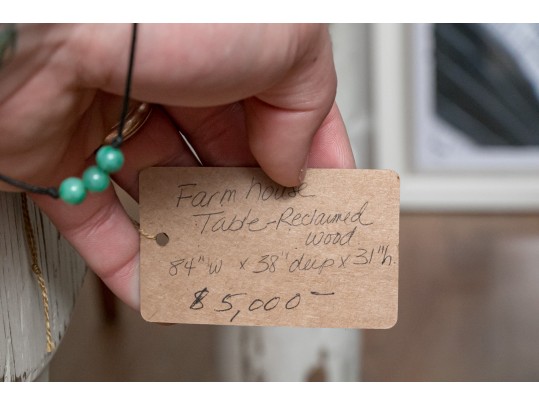 Farm house
Table-Reclaimed
wood
84"w x 38" deep x 31"h.
$5,000-